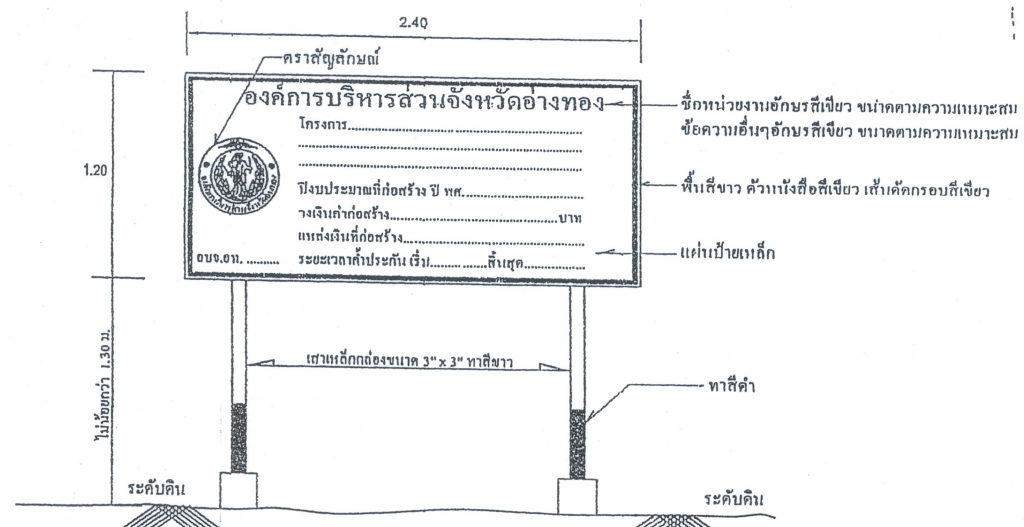 2.40
ตราสัญลักษณ์
องค์การบริหารส่วนจังหวัดอ่างทอง
ชื่อหน่วยงานอักษรสีเขียว ขนาดตามความเหมาะสม
ข้อความอื่นๆอักษรสีเขียว ขนาดตามความเหมาะสม
โครงการ
1.20
ปีงบประมาณที่ก่อสร้าง ปี พศ.
พื้นสีขาว ตัวหนังสือสีเขียว เส้นตัดกรอบสีเขียว
วงเงินค่าก่อสร้าง บาท
แหล่งเงินที่ก่อสร้าง
แผ่นป้ายเหล็ก
อบจ.อท. ระยะเวลาค้ำประกัน เริ่ม สิ้นสุด
เสาเหล็กกล่องขนาด 3" x 3" ทาสีขาว
ไม่น้อยกว่า 1.30 ม.
ทาสีดำ
ระดับดิน
ระดับดิน